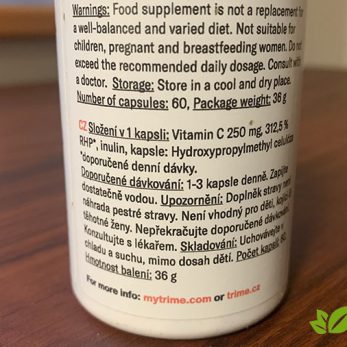 Warnings: Food supplement is not a replacement for
a well-balanced and varied diet. Not suitable for
children, pregnant and breastfeeding women. Do not
exceed the recommended daily dosage. Consult with
a doctor. Storage: Store in a cool and dry place.
Number of capsules: 60, Package weight: 36 g
CZ Složení v 1 kapsli: Vitamin C 250 mg, 312,5 %
RHP*, inulin, kapsle: Hydroxypropylmethyl celulóza
*doporučené denní dávky.
Doporučené dávkování: 1-3 kapsle denně. Zapijte
dostatečně vodou. Upozornění: Doplněk stravy není
náhrada pestré stravy. Není vhodný pro děti, kojící a
těhotné ženy. Nepřekračujte doporučené dávkování.
Konzultujte s lékařem. Skladování: Uchovávejte v
chladu a suchu, mimo dosah dětí. Počet kapslí: 60,
Hmotnost balení: 36 g
For more info: mytrime.com or trime.cz